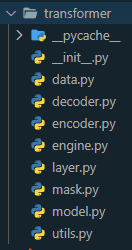 transformer
__pycache__
__init__.py
data.py
decoder.py
encoder.py
engine.py
layer.py
mask.py
model.py
utils.py